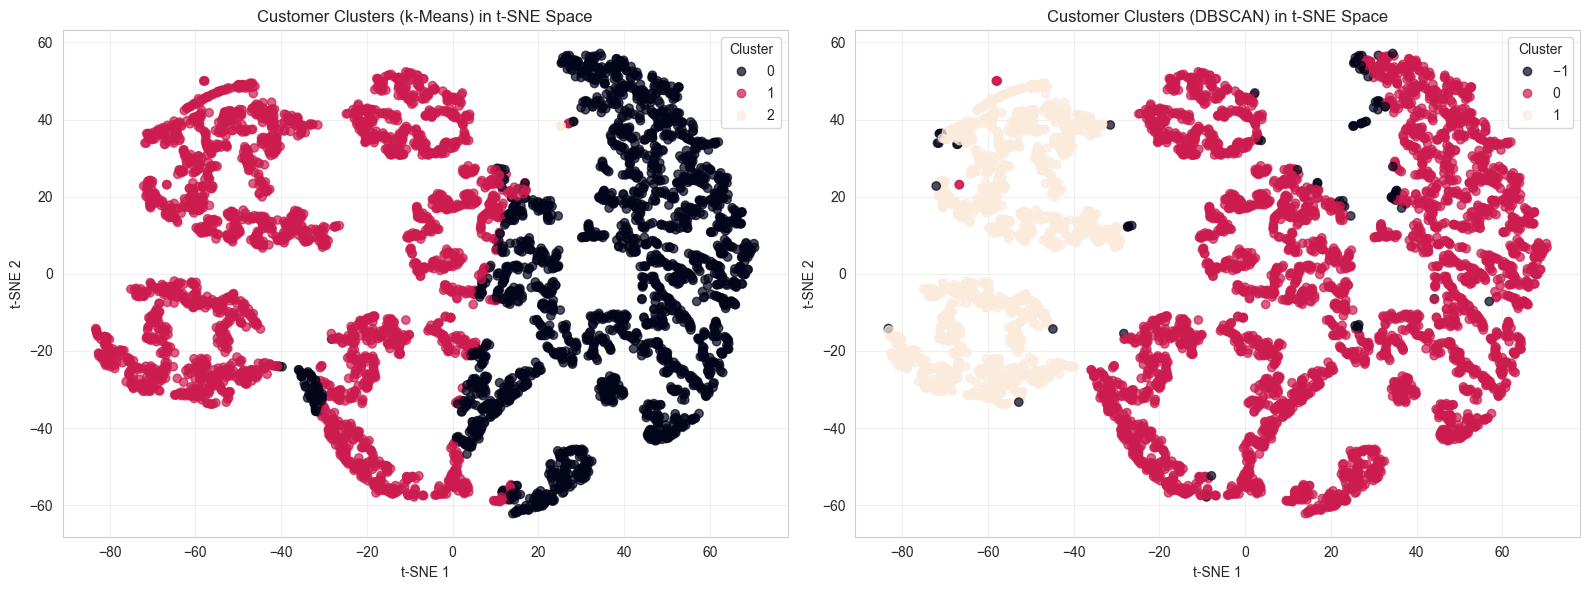 Customer Clusters (k-Means) in t-SNE Space
Cluster
0
1
2
60
40
20
0
−20
−40
−60
t-SNE 2
−80 −60 −40 −20 0 20 40 60
t-SNE 1
Customer Clusters (DBSCAN) in t-SNE Space
Cluster
−1
0
1
60
40
20
0
−20
−40
−60
t-SNE 2
−80 −60 −40 −20 0 20 40 60
t-SNE 1